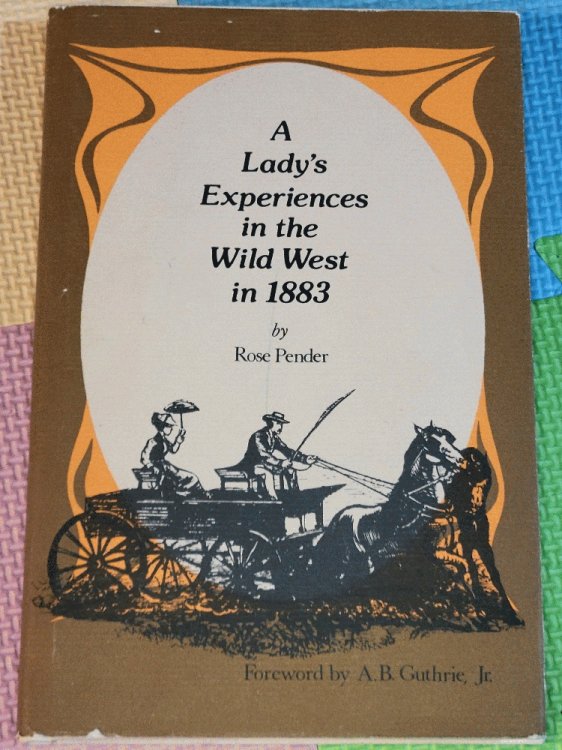 A
Lady's
Experiences
in the
Wild West
in 1883
by
Rose Pender
Foreword by A.B. Guthrie, Jr.